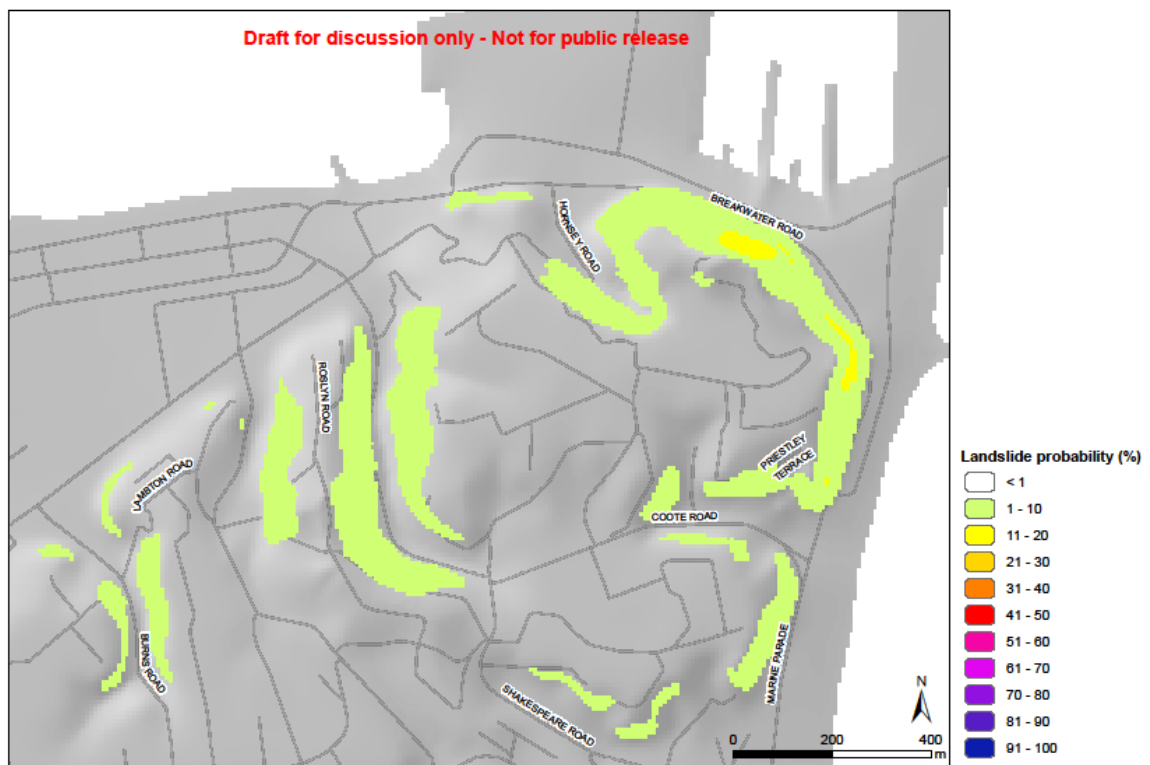 Draft for discussion only - Not for public release
BREAKWATER ROAD
HORNSEY ROAD
ROSLYN ROAD
LAMBTON ROAD
PRIESTLEY
TERRACE
COOTE ROAD
BURNS ROAD
MARINE PARADE
SHAKESPEARE ROAD
N
0 200 400
m
Landslide probability (%)
< 1
1 - 10
11 - 20
21 - 30
31 - 40
41 - 50
51 - 60
61 - 70
70 - 80
81 - 90
91 - 100